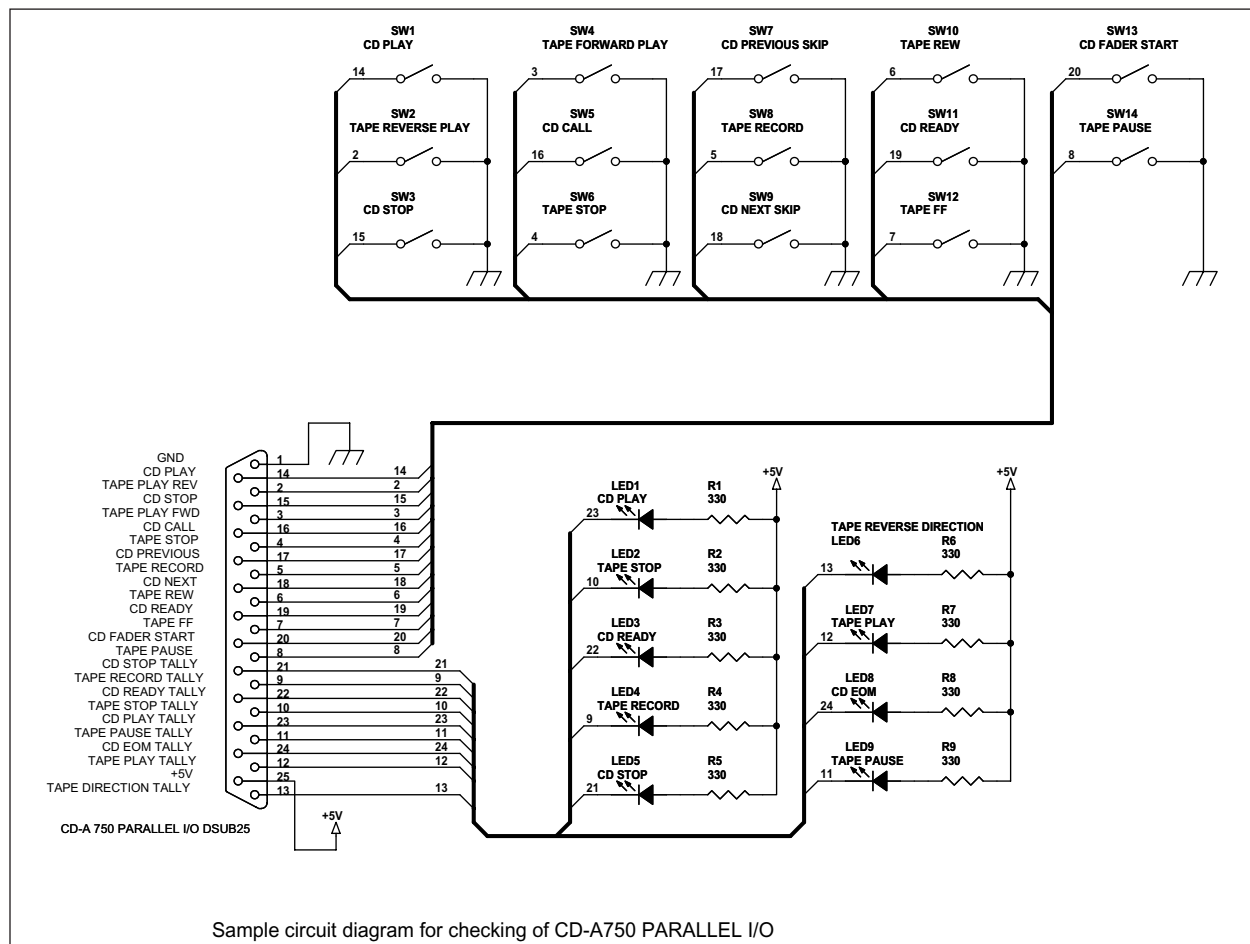 SW1
CD PLAY
14
SW2
TAPE REVERSE PLAY
2
SW3
CD STOP
15
SW4
TAPE FORWARD PLAY
3
SW5
CD CALL
16
SW6
TAPE STOP
4
SW7
CD PREVIOUS SKIP
17
SW8
TAPE RECORD
5
SW9
CD NEXT SKIP
18
SW10
TAPE REW
6
SW11
CD READY
19
SW12
TAPE FF
7
SW13
CD FADER START
20
SW14
TAPE PAUSE
8
GND 1
CD PLAY 14 14
TAPE PLAY REV 2 2
CD STOP 15 15
TAPE PLAY FWD 3 3
CD CALL 16 16
TAPE STOP 4 4
CD PREVIOUS 17 17
TAPE RECORD 5 5
CD NEXT 18 18
TAPE REW 6 6
CD READY 19 19
TAPE FF 7 7
CD FADER START 20 20
TAPE PAUSE 8 8
CD STOP TALLY 21 21
TAPE RECORD TALLY 9 9
CD READY TALLY 22 22
TAPE STOP TALLY 10 10
CD PLAY TALLY 23 23
TAPE PAUSE TALLY 11 11
CD EOM TALLY 24 24
TAPE PLAY TALLY 12 12
+5V 25
TAPE DIRECTION TALLY 13 13
+5V
CD-A 750 PARALLEL I/O DSUB25
+5V
LED1 R1
CD PLAY 330
23
LED2 R2
TAPE STOP 330
10
LED3 R3
CD READY 330
22
LED4 R4
TAPE RECORD 330
9
LED5 R5
CD STOP 330
21
+5V
TAPE REVERSE DIRECTION
LED6 R6
330
13
LED7 R7
TAPE PLAY 330
12
LED8 R8
CD EOM 330
24
LED9 R9
TAPE PAUSE 330
11
Sample circuit diagram for checking of CD-A750 PARALLEL I/O